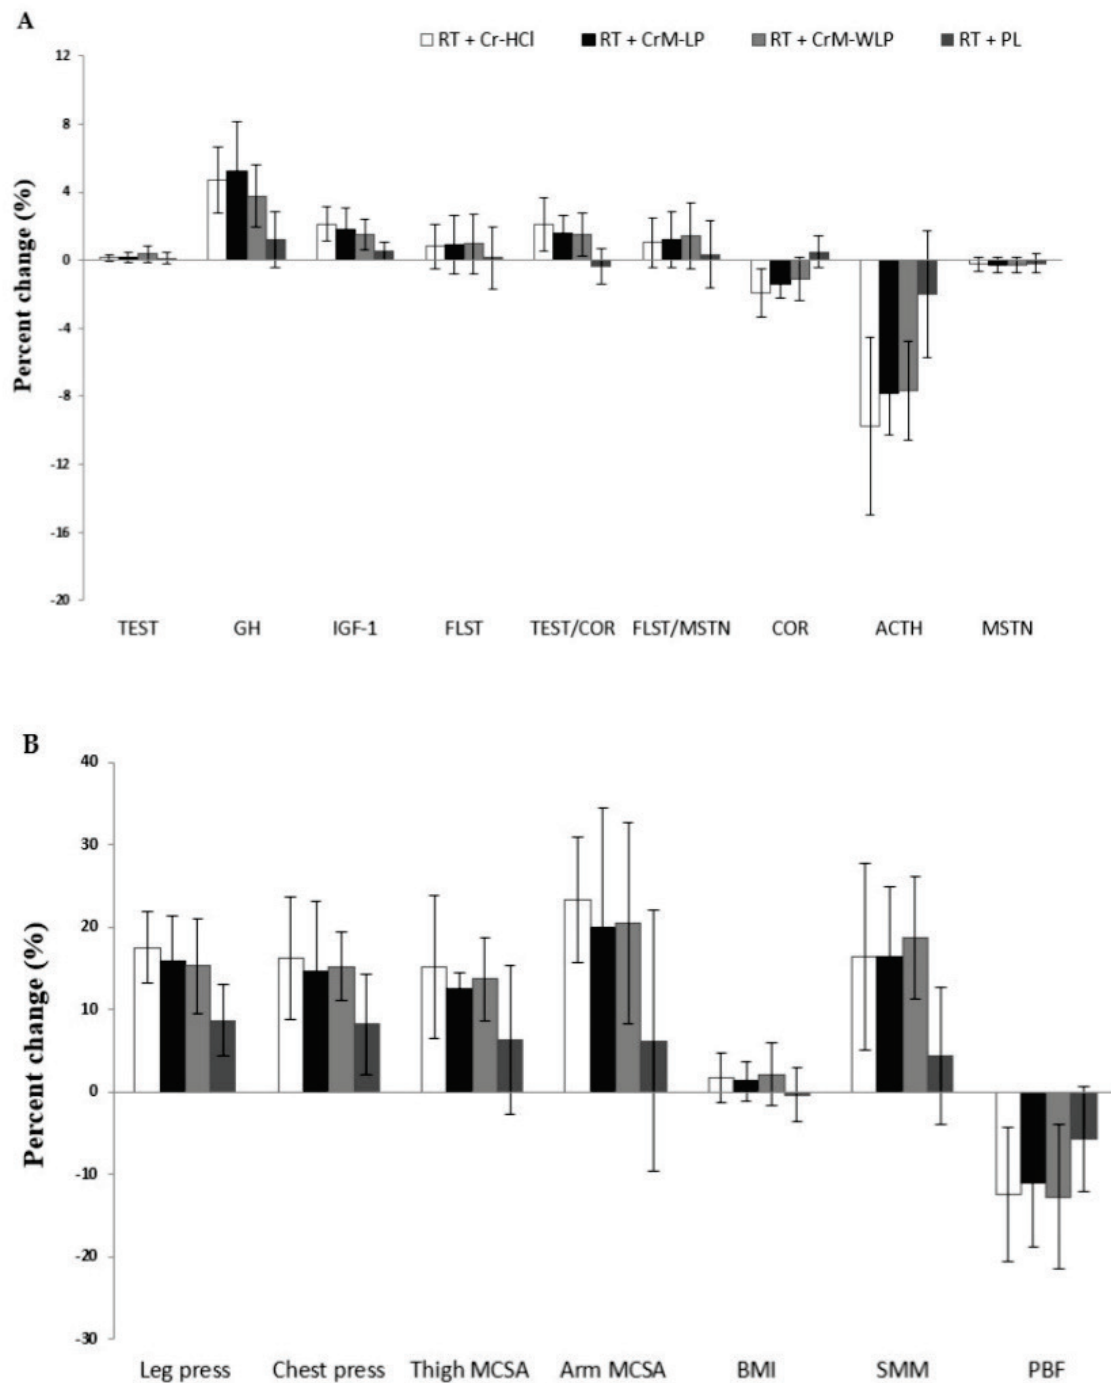 A
RT + Cr-HCl RT + CrM-LP RT + CrM-WLP RT + PL
Percent change (%)
12
8
4
0
-4
-8
-12
-16
-20
TEST GH IGF-1 FLST TEST/COR FLST/MSTN COR ACTH MSTN
B
Percent change (%)
40
30
20
10
0
-10
-20
-30
Leg press Chest press Thigh MCSA Arm MCSA BMI SMM PBF